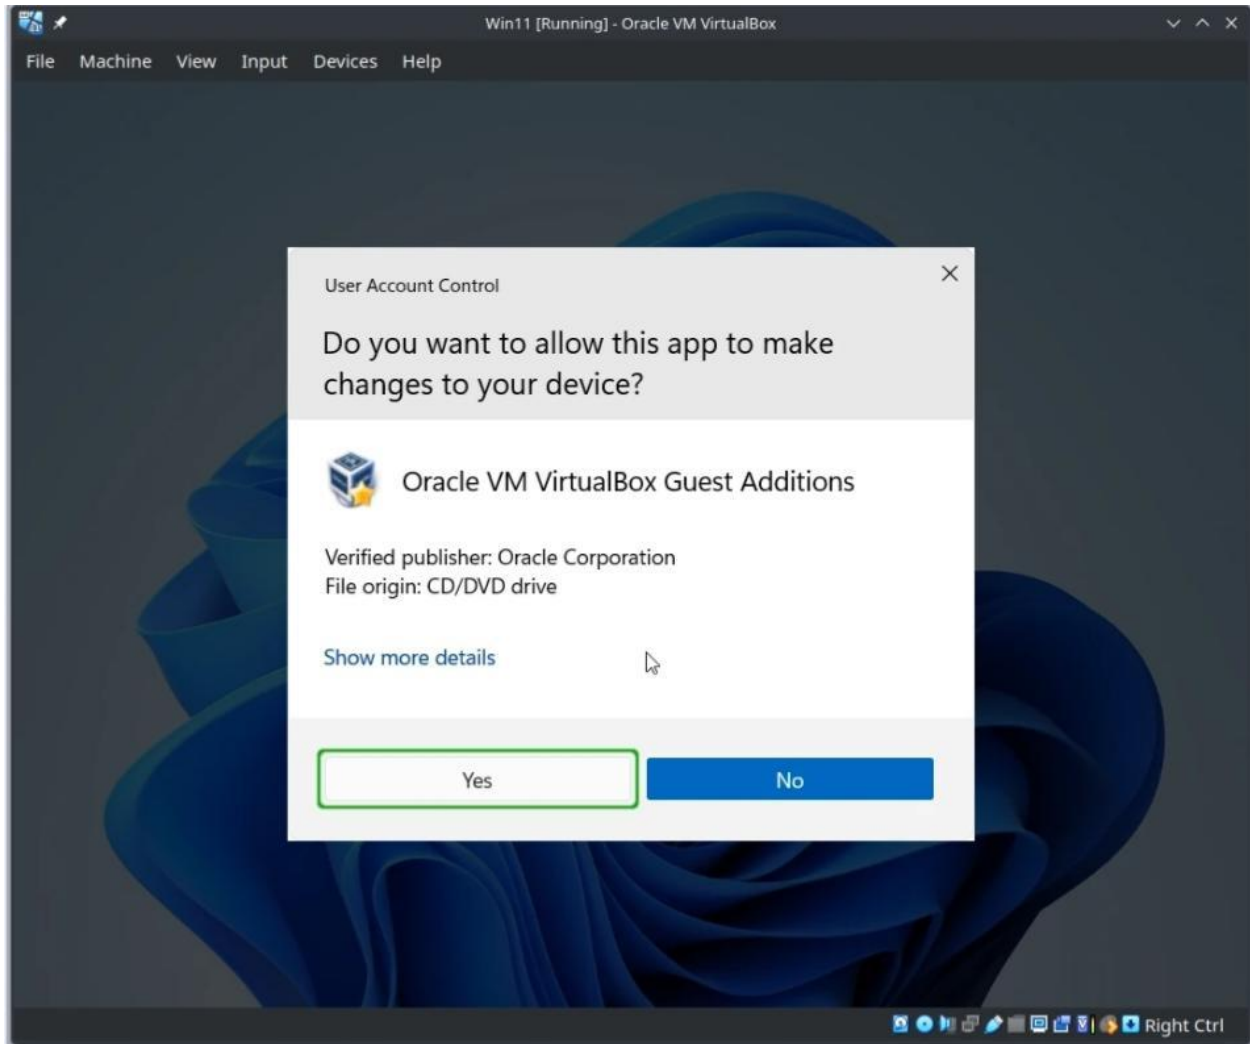 Win11 [Running] - Oracle VM VirtualBox
File Machine View Input Devices Help
User Account Control
Do you want to allow this app to make
changes to your device?
Oracle VM VirtualBox Guest Additions
Verified publisher: Oracle Corporation
File origin: CD/DVD drive
Show more details
Yes No
Right Ctrl